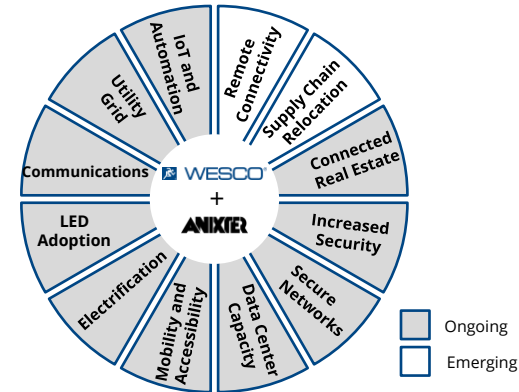 IoT and
Automation
Remote
Connectivity
Supply Chain
Relocation
Connected
Real Estate
Increased
Security
Secure
Networks
Data Center
Capacity
Mobility and
Accessibility
Electrification
LED
Adoption
Communications
Utility
Grid
WESCO
+
ANIXTER
Ongoing
Emerging